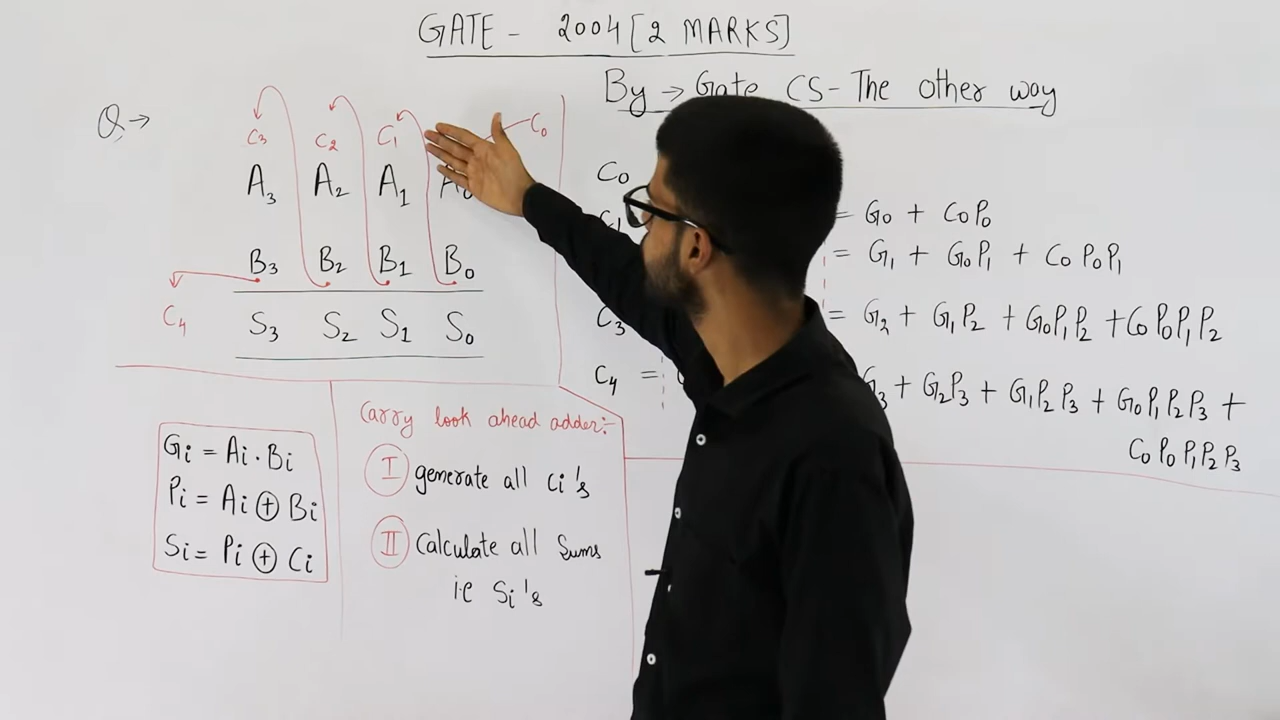 GATE - 2004 [2 MARKS]
By → Gate CS - The other way
Q →
C₃ C₂ C₁ C₀
A₃ A₂ A₁ A₀
B₃ B₂ B₁ B₀
C₄ S₃ S₂ S₁ S₀
C₀
= G₀ + C₀P₀
= G₁ + G₀P₁ + C₀P₀P₁
C₃ = G₂ + G₁P₂ + G₀P₁P₂ + C₀P₀P₁P₂
C₄ = G₃ + G₂P₃ + G₁P₂P₃ + G₀P₁P₂P₃ +
C₀P₀P₁P₂P₃
Gi = Ai · Bi
Pi = Ai ⊕ Bi
Si = Pi ⊕ Ci
Carry look ahead adder:-
I generate all Ci's
II Calculate all Sums
i.e Si's